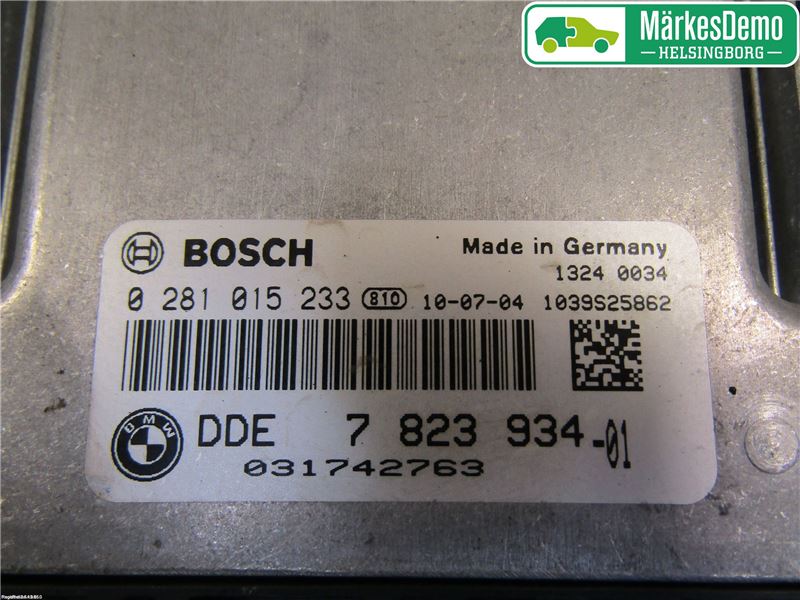 MärkesDemo
HELSINGBORG
BOSCH
Made in Germany
1324 0034
0 281 015 233 810 10-07-04 1039S25862
BMW
DDE 7 823 934-01
031742763